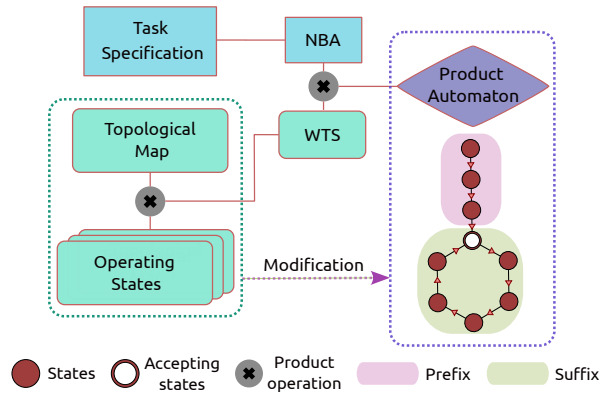 Task
Specification
NBA
Product
Automaton
Topological
Map
WTS
Operating
States
Modification
States
Accepting
states
Product
operation
Prefix
Suffix